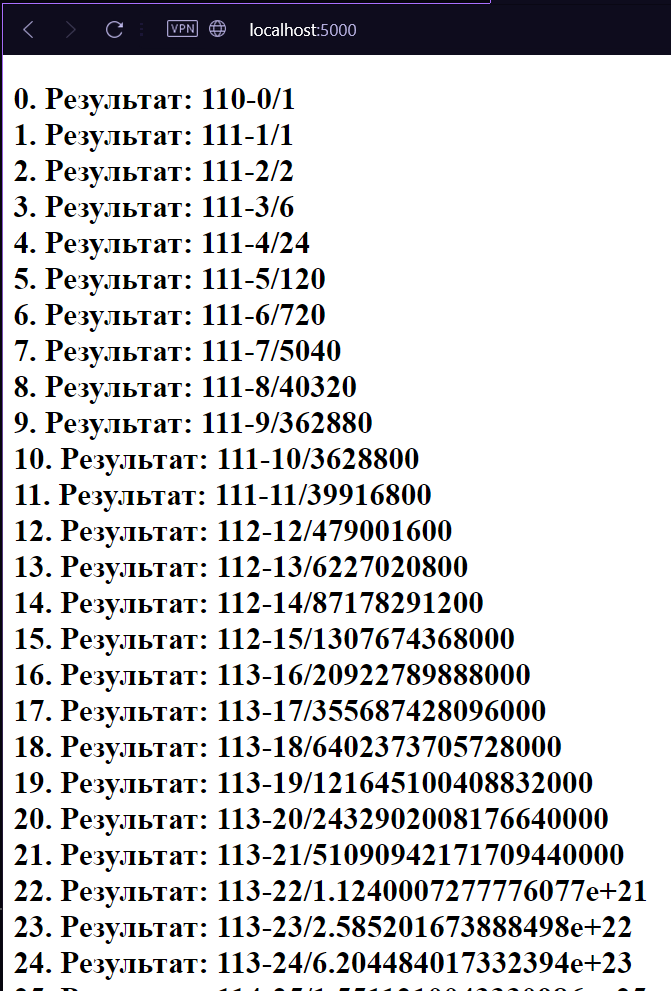 VPN localhost:5000
0. Результат: 110-0/1
1. Результат: 111-1/1
2. Результат: 111-2/2
3. Результат: 111-3/6
4. Результат: 111-4/24
5. Результат: 111-5/120
6. Результат: 111-6/720
7. Результат: 111-7/5040
8. Результат: 111-8/40320
9. Результат: 111-9/362880
10. Результат: 111-10/3628800
11. Результат: 111-11/39916800
12. Результат: 112-12/479001600
13. Результат: 112-13/6227020800
14. Результат: 112-14/87178291200
15. Результат: 112-15/1307674368000
16. Результат: 113-16/20922789888000
17. Результат: 113-17/355687428096000
18. Результат: 113-18/6402373705728000
19. Результат: 113-19/121645100408832000
20. Результат: 113-20/2432902008176640000
21. Результат: 113-21/51090942171709440000
22. Результат: 113-22/1.1240007277776077e+21
23. Результат: 113-23/2.585201673888498e+22
24. Результат: 113-24/6.204484017332394e+23